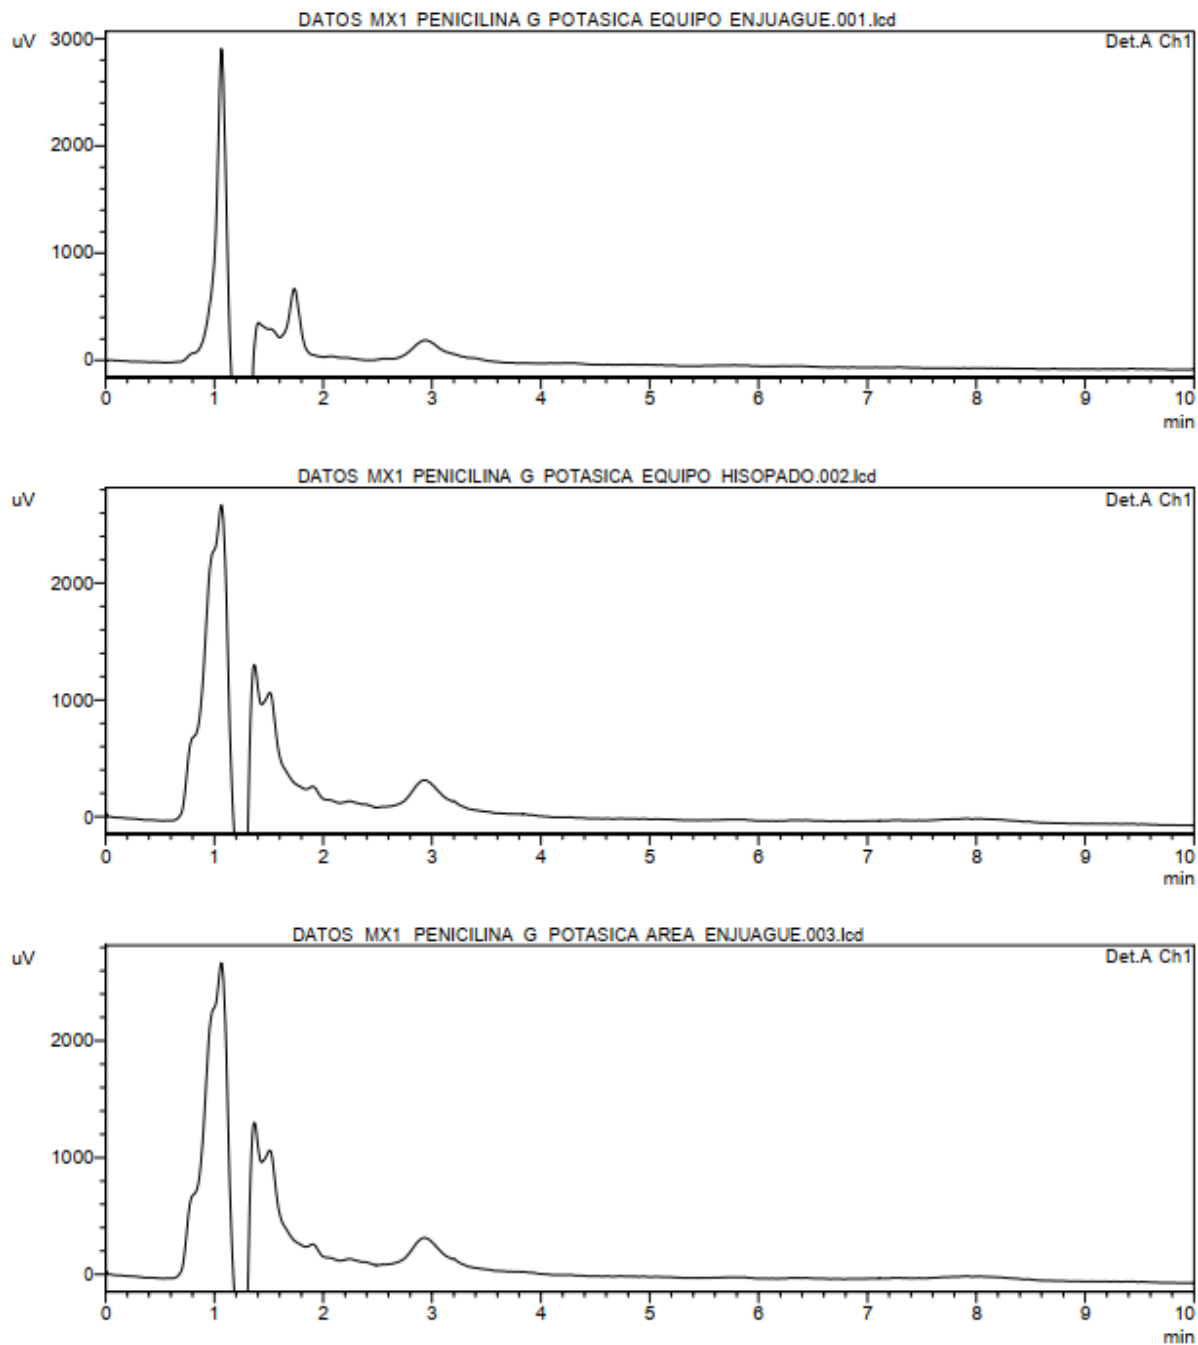 DATOS MX1 PENICILINA G POTASICA EQUIPO ENJUAGUE.001.lcd
uV
Det.A Ch1
3000
2000
1000
0
0 1 2 3 4 5 6 7 8 9 10
min
DATOS MX1 PENICILINA G POTASICA EQUIPO HISOPADO.002.lcd
uV
Det.A Ch1
2000
1000
0
0 1 2 3 4 5 6 7 8 9 10
min
DATOS MX1 PENICILINA G POTASICA AREA ENJUAGUE.003.lcd
uV
Det.A Ch1
2000
1000
0
0 1 2 3 4 5 6 7 8 9 10
min